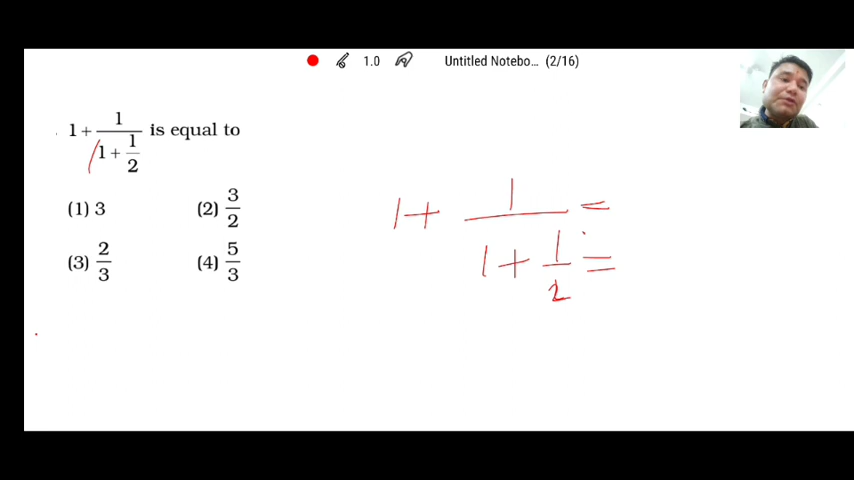 1.0 Untitled Notebo... (2/16)
1 + 1/(1 + 1/2) is equal to
(1) 3 (2) 3/2
(3) 2/3 (4) 5/3
1 + 1/(1 + 1/2) = =